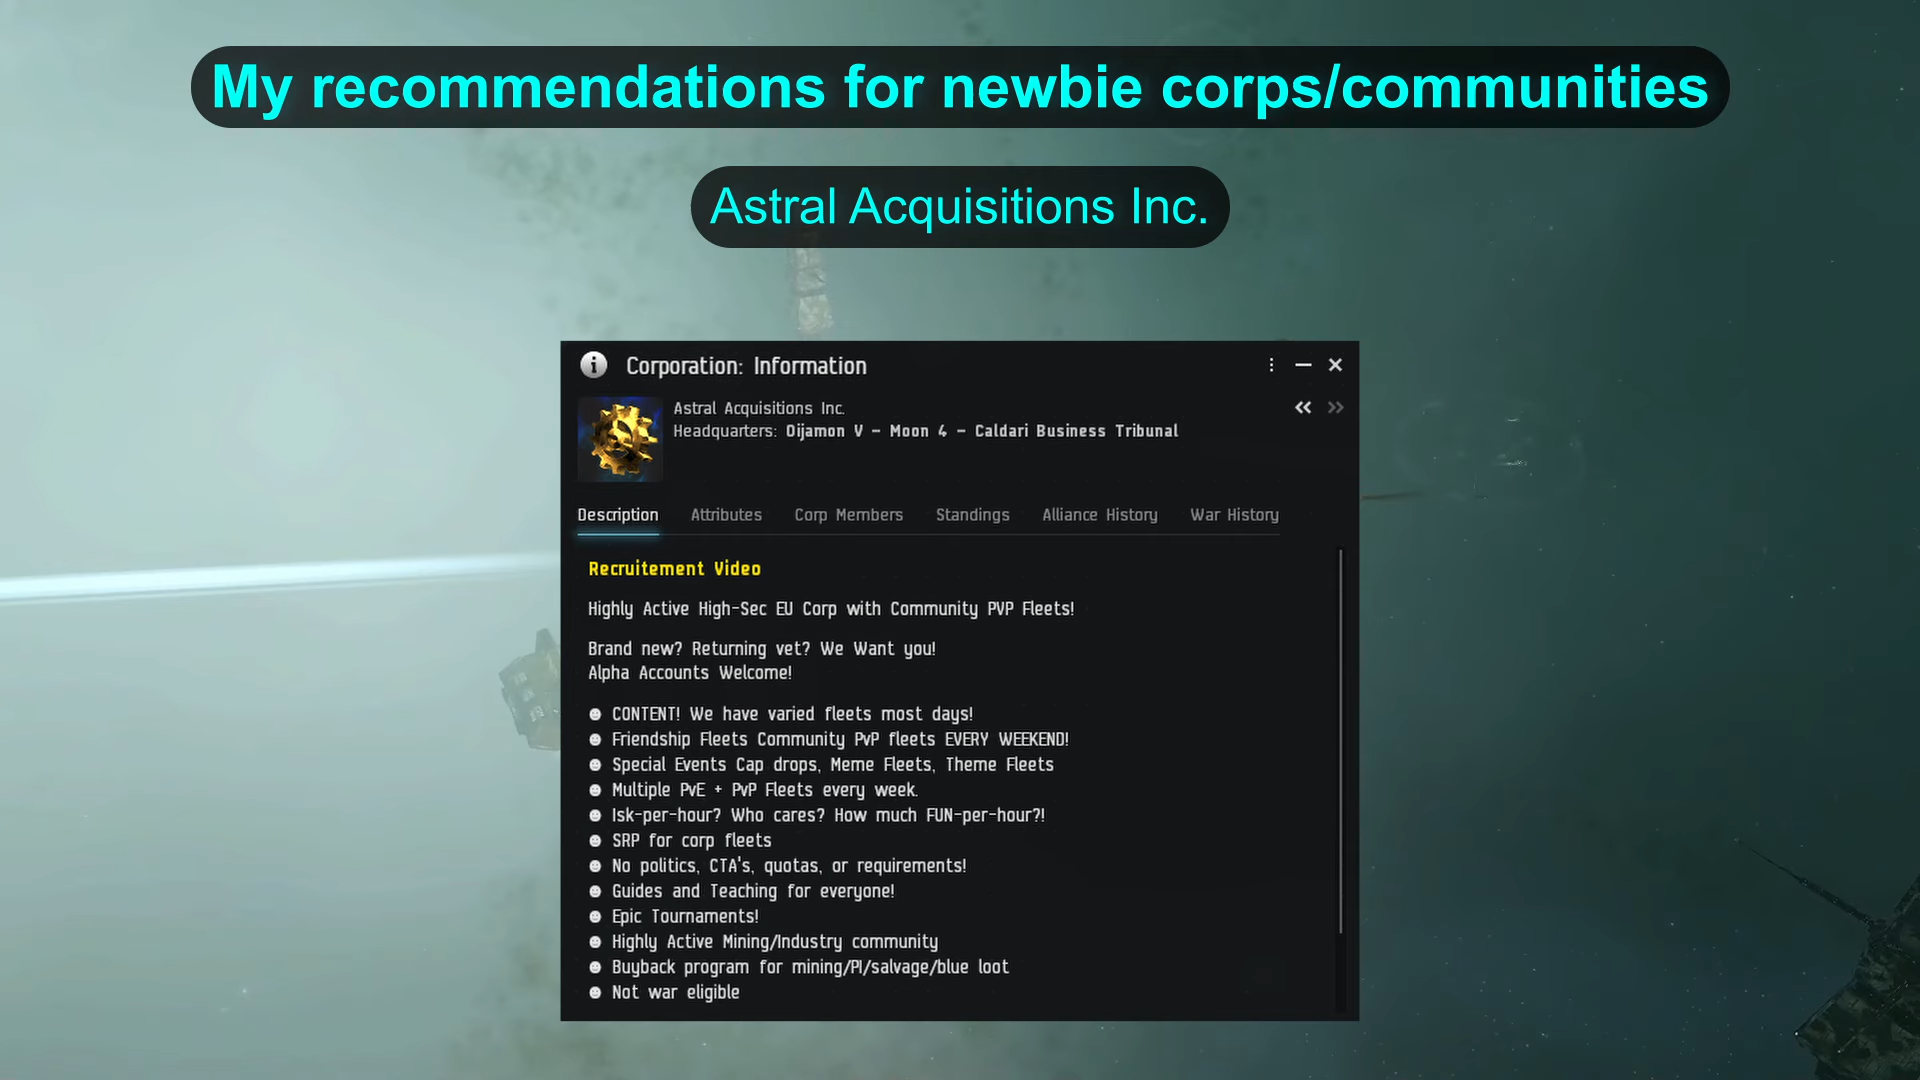 My recommendations for newbie corps/communities
Astral Acquisitions Inc.
Corporation: Information
Astral Acquisitions Inc.
Headquarters: Oijamon V - Moon 4 - Caldari Business Tribunal
Description Attributes Corp Members Standings Alliance History War History
Recruitement Video
Highly Active High-Sec EU Corp with Community PVP Fleets!
Brand new? Returning vet? We Want you!
Alpha Accounts Welcome!
CONTENT! We have varied fleets most days!
Friendship Fleets Community PvP fleets EVERY WEEKEND!
Special Events Cap drops, Meme Fleets, Theme Fleets
Multiple PvE + PvP Fleets every week.
Isk-per-hour? Who cares? How much FUN-per-hour?!
SRP for corp fleets
No politics, CTA's, quotas, or requirements!
Guides and Teaching for everyone!
Epic Tournaments!
Highly Active Mining/Industry community
Buyback program for mining/PI/salvage/blue loot
Not war eligible